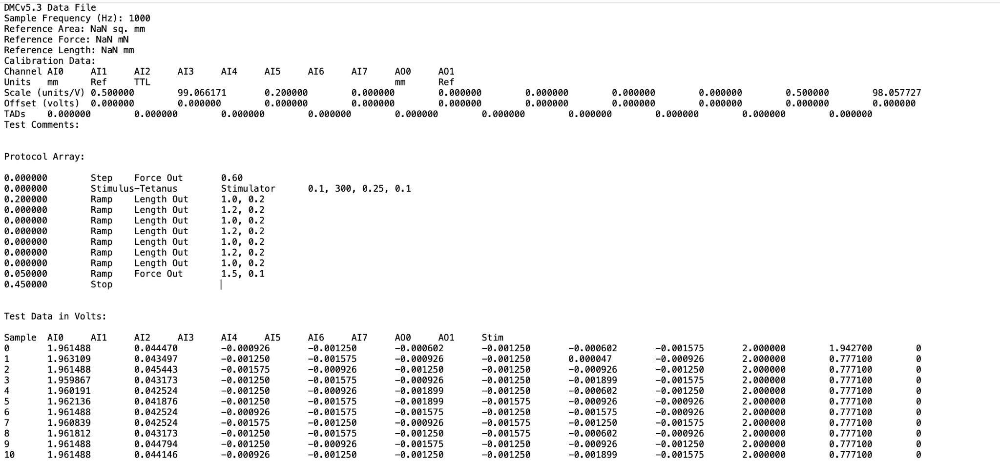 DMCv5.3 Data File
Sample Frequency (Hz): 1000
Reference Area: NaN sq. mm
Reference Force: NaN mN
Reference Length: NaN mm
Calibration Data:
Channel AI0 AI1 AI2 AI3 AI4 AI5 AI6 AI7 AO0 AO1
Units mm Ref TTL mm Ref
Scale (units/V) 0.500000 99.066171 0.200000 0.000000 0.000000 0.000000 0.000000 0.000000 0.500000 98.057727
Offset (volts) 0.000000 0.000000 0.000000 0.000000 0.000000 0.000000 0.000000 0.000000 0.000000 0.000000
TADs 0.000000 0.000000 0.000000 0.000000 0.000000 0.000000 0.000000 0.000000 0.000000 0.000000
Test Comments:
Protocol Array:
0.000000 Step Force Out 0.60
0.000000 Stimulus-Tetanus Stimulator 0.1, 300, 0.25, 0.1
0.200000 Ramp Length Out 1.0, 0.2
0.000000 Ramp Length Out 1.2, 0.2
0.000000 Ramp Length Out 1.0, 0.2
0.000000 Ramp Length Out 1.2, 0.2
0.000000 Ramp Length Out 1.0, 0.2
0.000000 Ramp Length Out 1.2, 0.2
0.000000 Ramp Length Out 1.0, 0.2
0.050000 Ramp Force Out 1.5, 0.1
0.450000 Stop
Test Data in Volts:
Sample AI0 AI1 AI2 AI3 AI4 AI5 AI6 AI7 AO0 AO1 Stim
0 1.961488 0.044470 -0.000926 -0.001250 -0.000602 -0.001250 -0.000602 -0.001575 2.000000 1.942700 0
1 1.963109 0.043497 -0.001250 -0.001575 -0.000926 -0.001250 0.000047 -0.000926 2.000000 0.777100 0
2 1.961488 0.045443 -0.001575 -0.000926 -0.001250 -0.001250 -0.000926 -0.001250 2.000000 0.777100 0
3 1.959867 0.043173 -0.001250 -0.001575 -0.000926 -0.001250 -0.001899 -0.001575 2.000000 0.777100 0
4 1.960191 0.042524 -0.001250 -0.000926 -0.001899 -0.001250 -0.000602 -0.001250 2.000000 0.777100 0
5 1.962136 0.041876 -0.001250 -0.001575 -0.001899 -0.001575 -0.000926 -0.000926 2.000000 0.777100 0
6 1.961488 0.042524 -0.000926 -0.001575 -0.001575 -0.001250 -0.001575 -0.000926 2.000000 0.777100 0
7 1.960839 0.042524 -0.001575 -0.001250 -0.000926 -0.001575 -0.001250 -0.001575 2.000000 0.777100 0
8 1.961812 0.043173 -0.001250 -0.001575 -0.001250 -0.001575 -0.000602 -0.000926 2.000000 0.777100 0
9 1.961488 0.044794 -0.001250 -0.000926 -0.001575 -0.001250 -0.000926 -0.001250 2.000000 0.777100 0
10 1.961488 0.044146 -0.000926 -0.001250 -0.001250 -0.001250 -0.001899 -0.001575 2.000000 0.777100 0